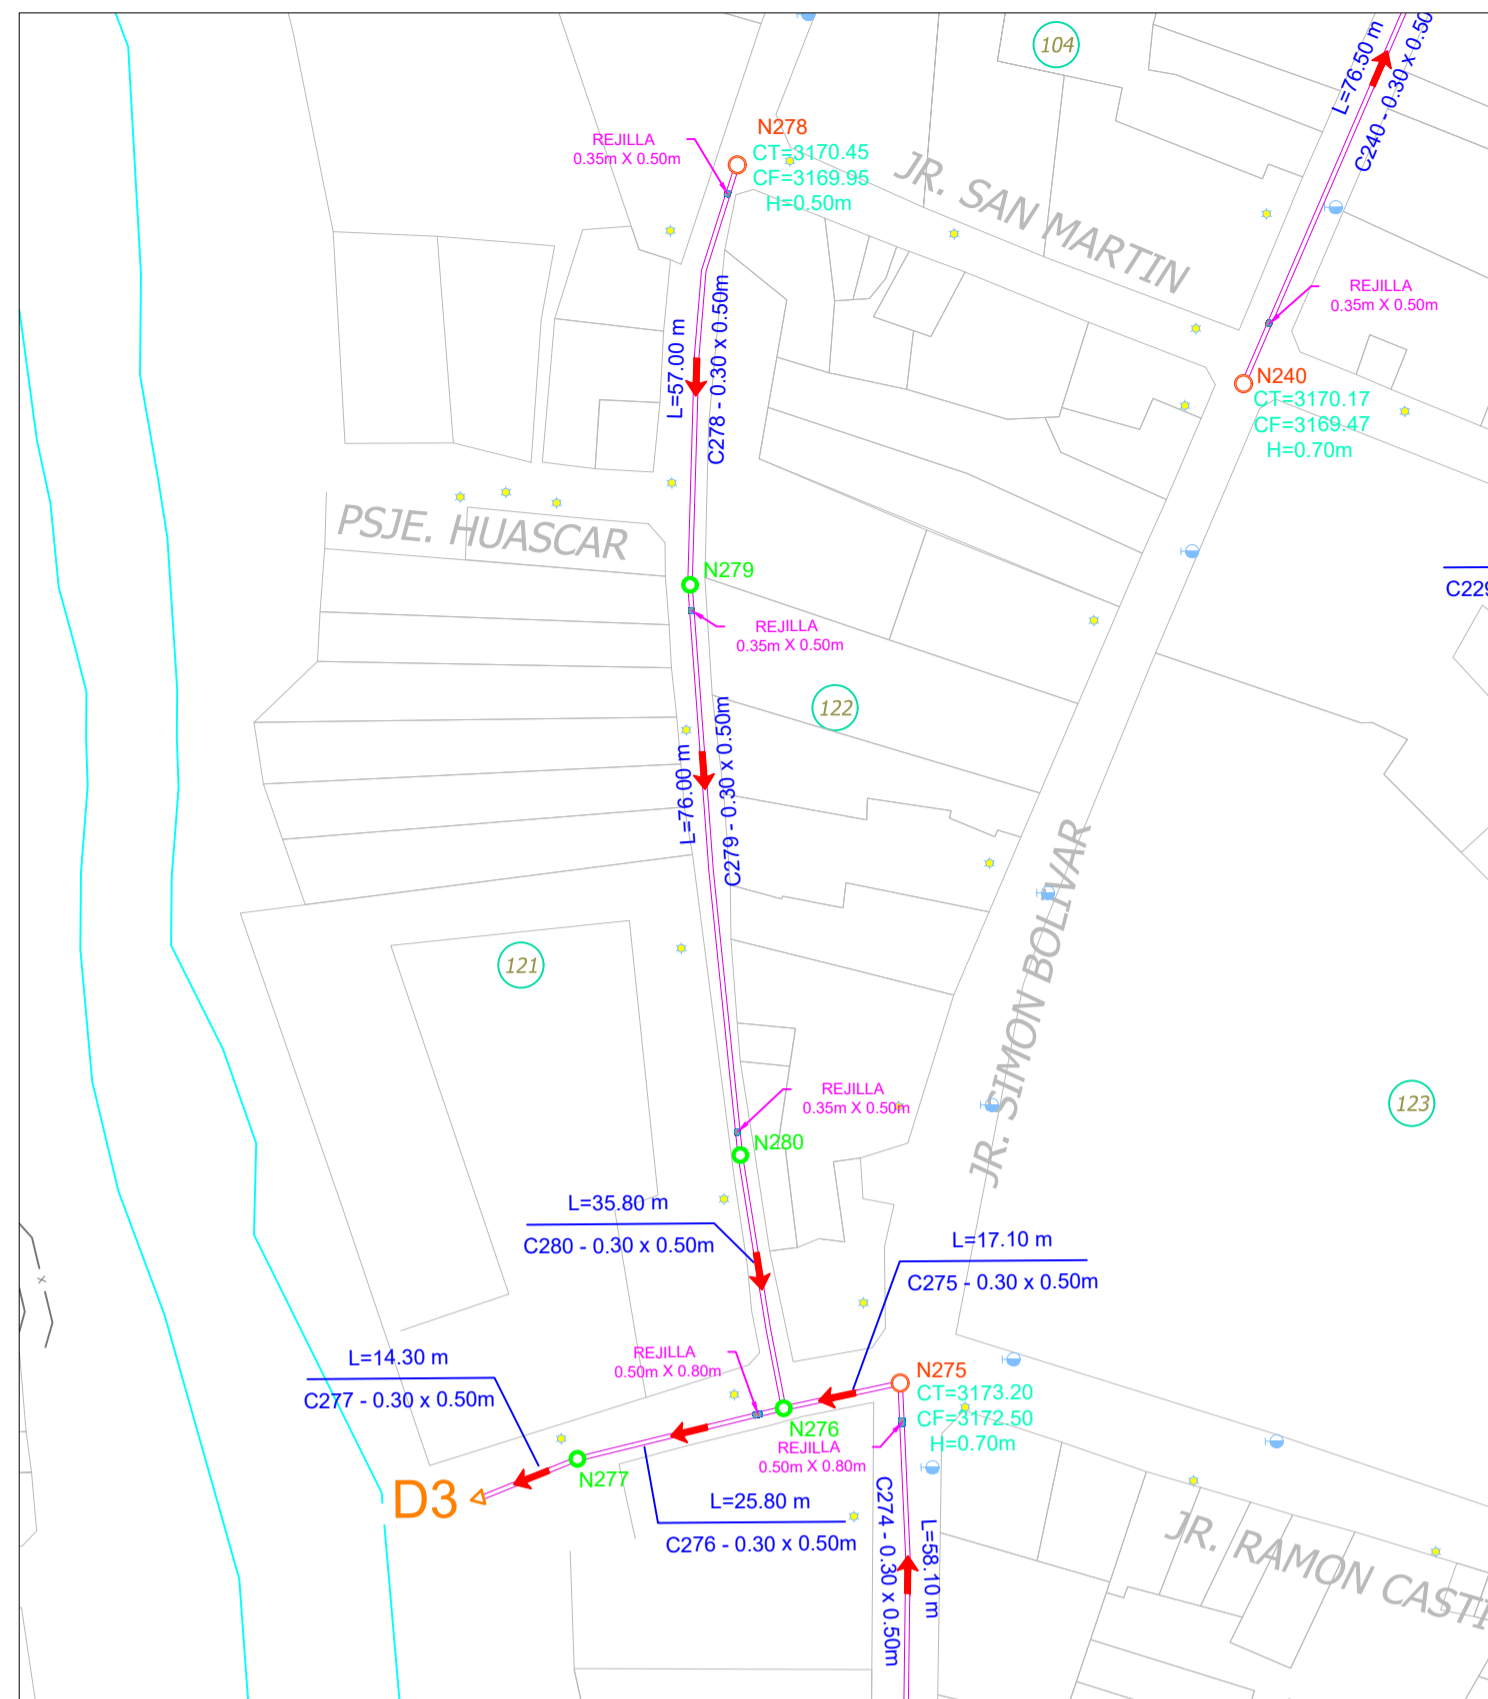 104
L=76.50 m
C240 - 0.30 x 0.50
N278
CT=3170.45
CF=3169.95
H=0.50m
REJILLA
0.35m X 0.50m
JR. SAN MARTIN
REJILLA
0.35m X 0.50m
L=57.00 m
C278 - 0.30 x 0.50m
N240
CT=3170.17
CF=3169.47
H=0.70m
PSJE. HUASCAR
N279
C229
REJILLA
0.35m X 0.50m
122
L=76.00 m
C279 - 0.30 x 0.50m
JR. SIMON BOLIVAR
121
REJILLA
0.35m X 0.50m
123
N280
L=35.80 m
C280 - 0.30 x 0.50m
L=17.10 m
C275 - 0.30 x 0.50m
x
L=14.30 m
C277 - 0.30 x 0.50m
REJILLA
0.50m X 0.80m
N275
CT=3173.20
CF=3172.50
H=0.70m
N276
REJILLA
0.50m X 0.80m
N277
D3
L=25.80 m
C276 - 0.30 x 0.50m
C274 - 0.30 x 0.50m
L=58.10 m
JR. RAMON CASTI